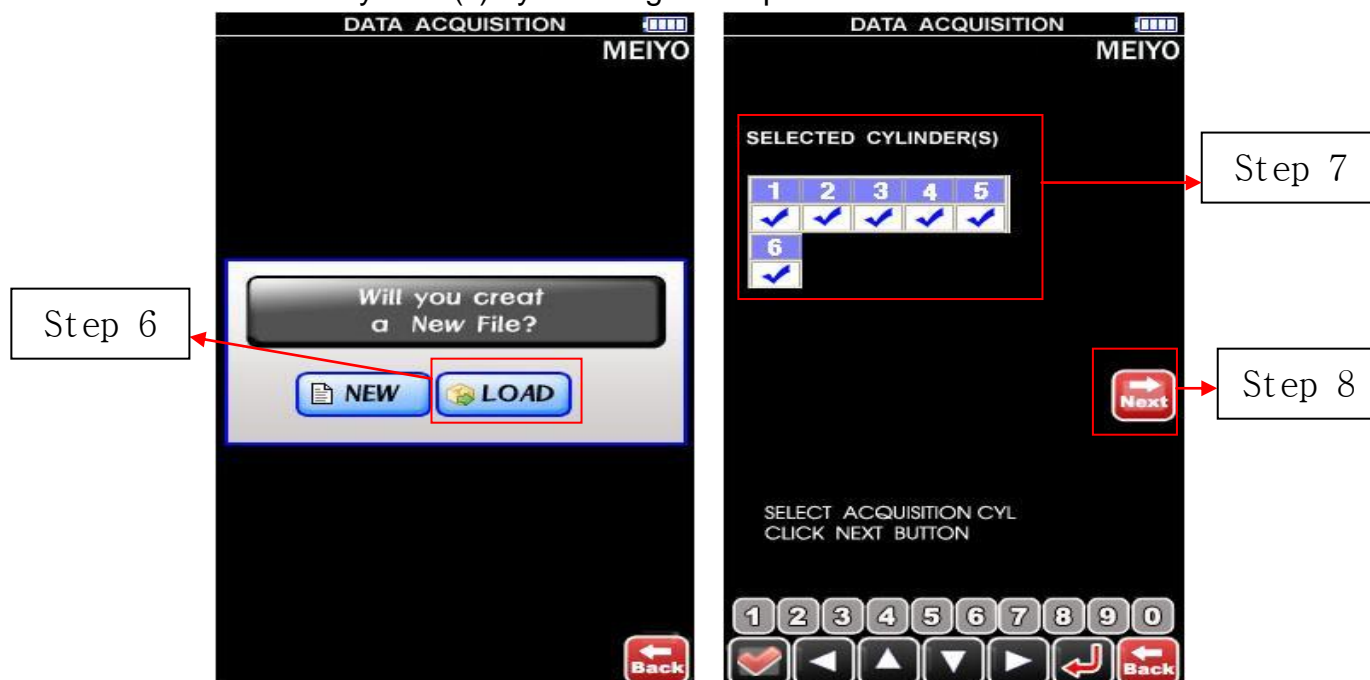 DATA ACQUISITION
MEIYO
Will you creat
a New File?
NEW
LOAD
Back
Step 6
DATA ACQUISITION
MEIYO
SELECTED CYLINDER(S)
1 2 3 4 5
6
Next
SELECT ACQUISITION CYL
CLICK NEXT BUTTON
1 2 3 4 5 6 7 8 9 0
Back
Step 7
Step 8